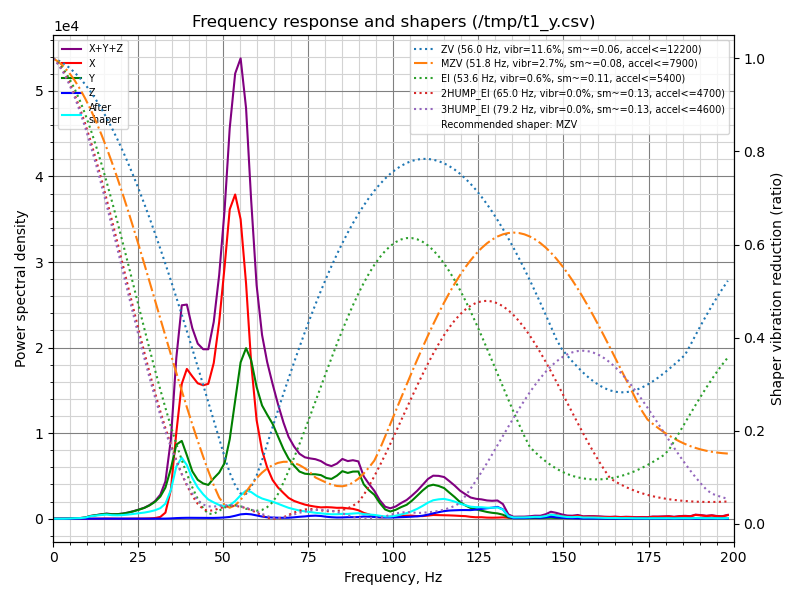 Frequency response and shapers (/tmp/t1_y.csv)
1e4
X+Y+Z
X
Y
Z
After
shaper
ZV (56.0 Hz, vibr=11.6%, sm~=0.06, accel<=12200)
MZV (51.8 Hz, vibr=2.7%, sm~=0.08, accel<=7900)
EI (53.6 Hz, vibr=0.6%, sm~=0.11, accel<=5400)
2HUMP_EI (65.0 Hz, vibr=0.0%, sm~=0.13, accel<=4700)
3HUMP_EI (79.2 Hz, vibr=0.0%, sm~=0.13, accel<=4600)
Recommended shaper: MZV
Power spectral density
5
4
3
2
1
0
1.0
0.8
0.6
0.4
0.2
0.0
Shaper vibration reduction (ratio)
0 25 50 75 100 125 150 175 200
Frequency, Hz